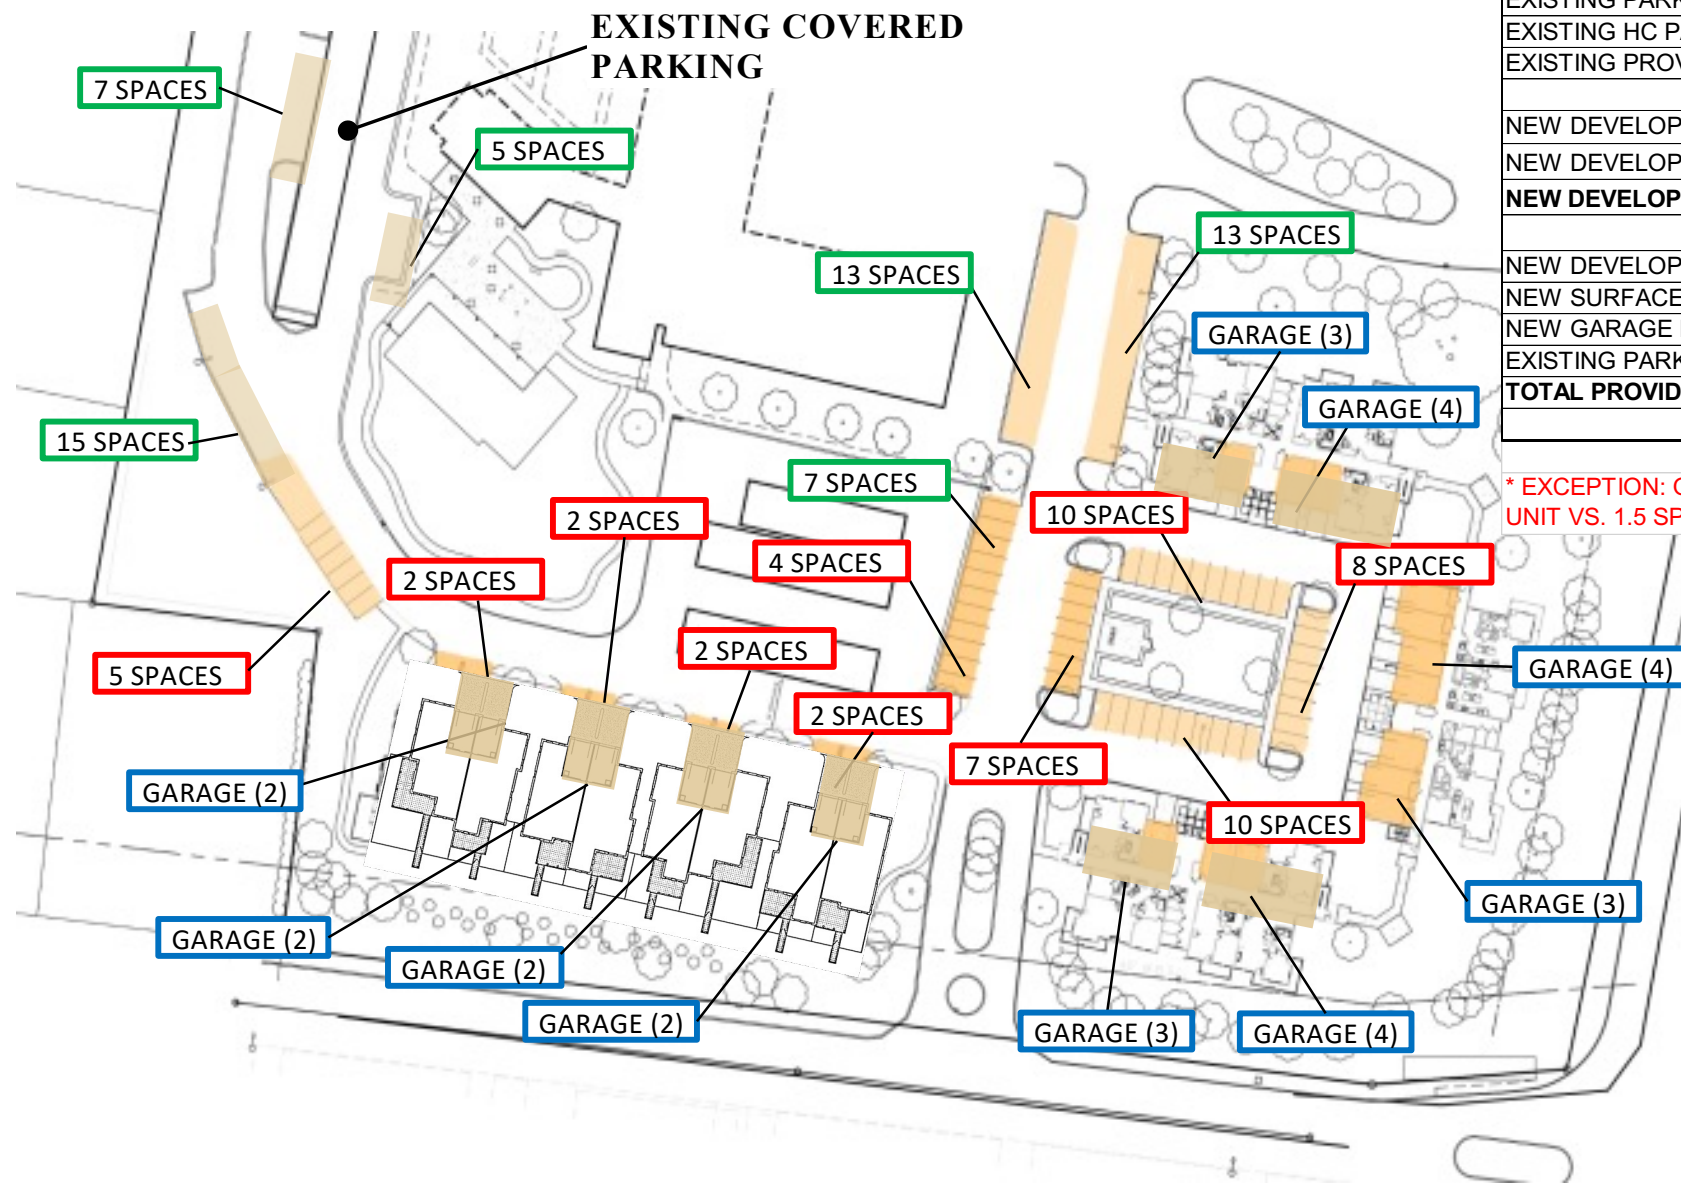 EXISTING COVERED
PARKING
7 SPACES
5 SPACES
13 SPACES
13 SPACES
GARAGE (3)
GARAGE (4)
15 SPACES
7 SPACES
2 SPACES
10 SPACES
4 SPACES
8 SPACES
2 SPACES
2 SPACES
5 SPACES
GARAGE (4)
2 SPACES
7 SPACES
GARAGE (2)
10 SPACES
GARAGE (3)
GARAGE (2)
GARAGE (2)
GARAGE (2)
GARAGE (3)
GARAGE (4)
EXISTING PARK
EXISTING HC PA
EXISTING PROV
NEW DEVELOP
NEW DEVELOP
NEW DEVELOP
NEW DEVELOP
NEW SURFACE
NEW GARAGE
EXISTING PARK
TOTAL PROVID
* EXCEPTION:
UNIT VS. 1.5 SP